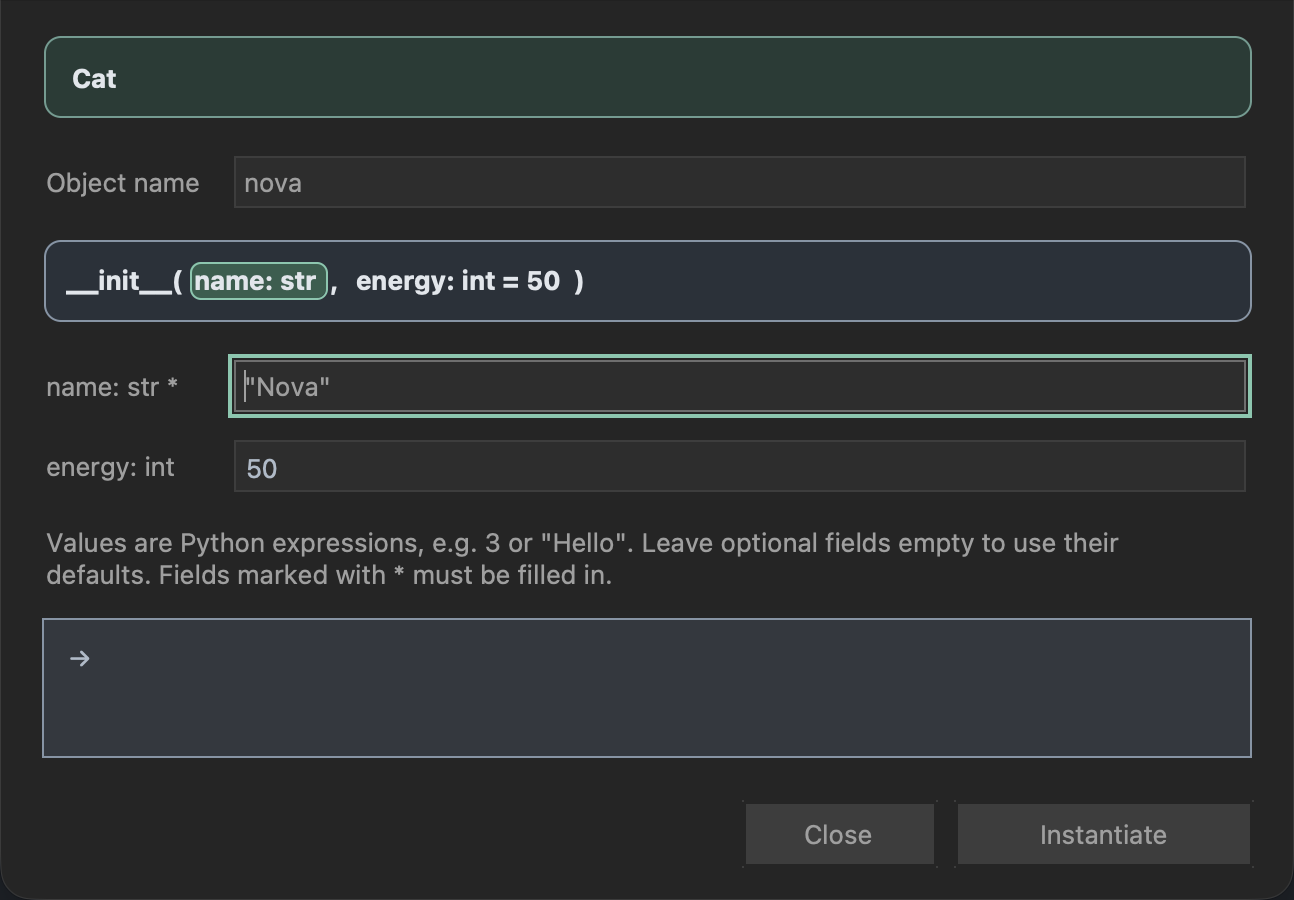 Cat
Object name nova
__init__( name: str , energy: int = 50 )
name: str * "Nova"
energy: int 50
Values are Python expressions, e.g. 3 or "Hello". Leave optional fields empty to use their
defaults. Fields marked with * must be filled in.
→
Close Instantiate